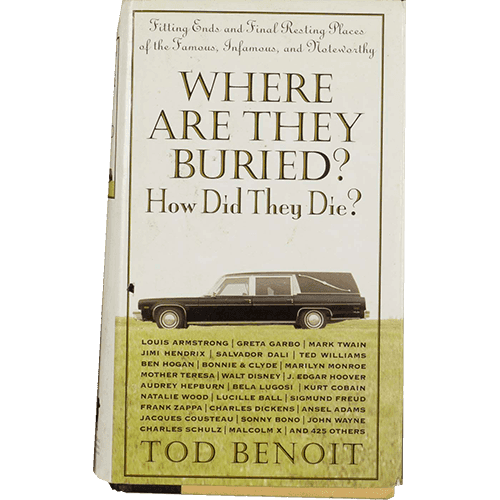 Fitting Ends and Final Resting Places
of the Famous, Infamous, and Noteworthy
WHERE
ARE THEY
BURIED?
How Did They Die?
LOUIS ARMSTRONG | GRETA GARBO | MARK TWAIN
JIMI HENDRIX | SALVADOR DALI | TED WILLIAMS
BEN HOGAN | BONNIE & CLYDE | MARILYN MONROE
MOTHER TERESA | WALT DISNEY | J. EDGAR HOOVER
AUDREY HEPBURN | BELA LUGOSI | KURT COBAIN
NATALIE WOOD | LUCILLE BALL | SIGMUND FREUD
FRANK ZAPPA | CHARLES DICKENS | ANSEL ADAMS
JACQUES COUSTEAU | SONNY BONO | JOHN WAYNE
CHARLES SCHULZ | MALCOLM X | AND 425 OTHERS
TOD BENOIT